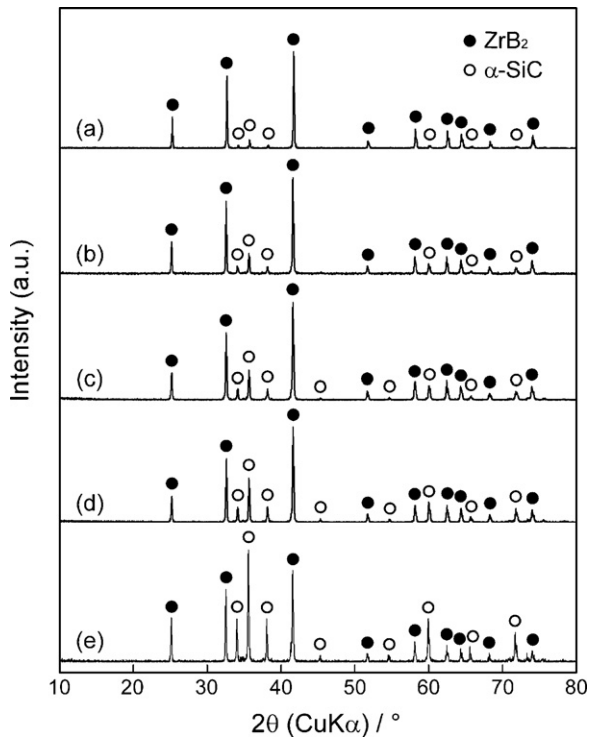 ZrB₂
α-SiC
(a)
(b)
(c)
(d)
(e)
Intensity (a.u.)
10 20 30 40 50 60 70 80
2θ (CuKα) / °